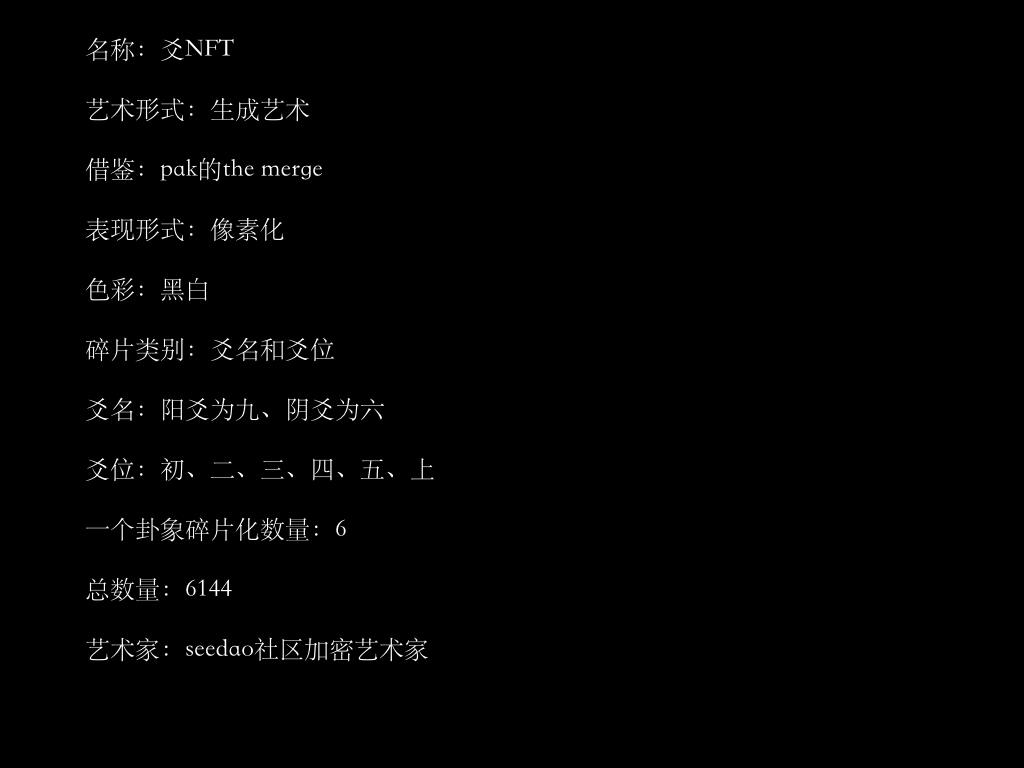 名称：爻NFT
艺术形式：生成艺术
借鉴：pak的the merge
表现形式：像素化
色彩：黑白
碎片类别：爻名和爻位
爻名：阳爻为九、阴爻为六
爻位：初、二、三、四、五、上
一个卦象碎片化数量：6
总数量：6144
艺术家：seedao社区加密艺术家